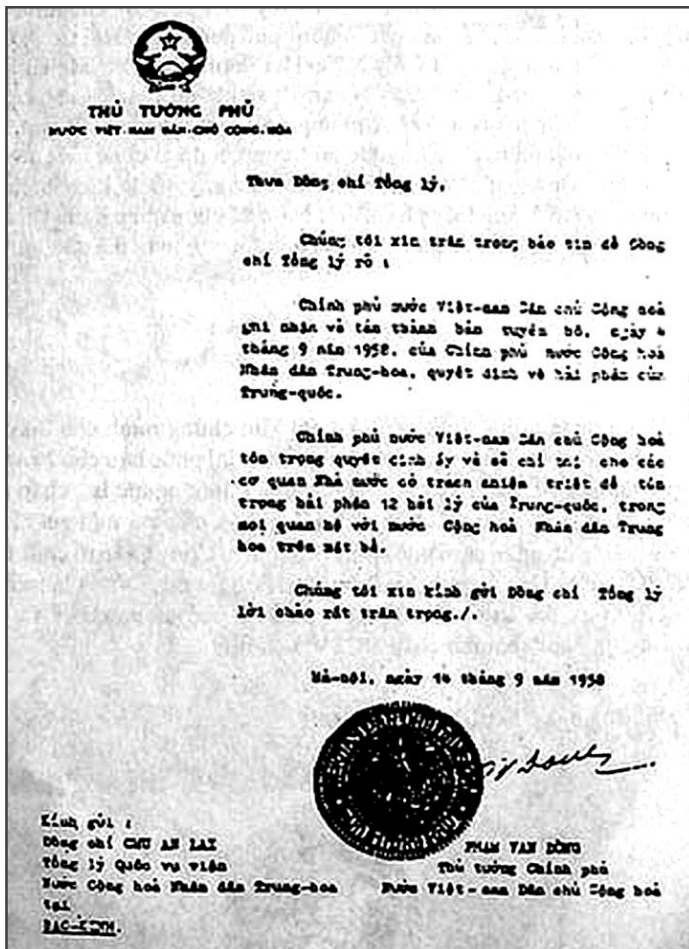 THỦ TƯỚNG PHỦ
NƯỚC VIỆT-NAM DÂN-CHỦ CỘNG-HÒA
Thưa Đồng chí Tổng lý,
Chúng tôi xin trân trọng báo tin để Đồng
chí Tổng lý rõ :
Chính phủ nước Việt-nam Dân chủ Cộng hoà
ghi nhận và tán thành bản tuyên bố, ngày 4
tháng 9 năm 1958, của Chính phủ nước Cộng hoà
Nhân dân Trung-hoa, quyết định về hải phận của
Trung-quốc.
Chính phủ nước Việt-nam Dân chủ Cộng hoà
tôn trọng quyết định ấy và sẽ chỉ thị cho các
cơ quan Nhà nước có trách nhiệm triệt để tôn
trọng hải phận 12 hải lý của Trung-quốc, trong
mọi quan hệ với nước Cộng hoà Nhân dân Trung
hoa trên mặt bể.
Chúng tôi xin kính gửi Đồng chí Tổng lý
lời chào rất trân trọng./.
Hà-nội, ngày 14 tháng 9 năm 1958
Kính gửi :
Đồng chí CHU AN LAI
Tổng lý Quốc vụ viện
Nước Cộng hoà Nhân dân Trung-hoa
tại
BẮC-KINH.
PHẠM VĂN ĐỒNG
Thủ tướng Chính phủ
Nước Việt-nam Dân chủ Cộng hoà